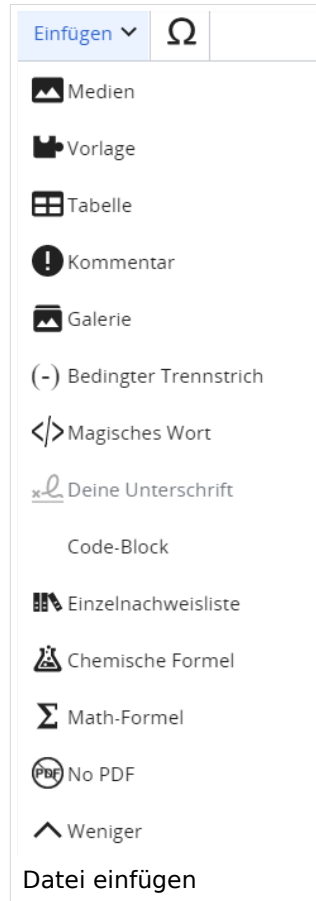 Einfügen Ω
Medien
Vorlage
Tabelle
Kommentar
Galerie
(-) Bedingter Trennstrich
</> Magisches Wort
Deine Unterschrift
Code-Block
Einzelnachweisliste
Chemische Formel
Σ Math-Formel
PDF No PDF
Weniger
Datei einfügen